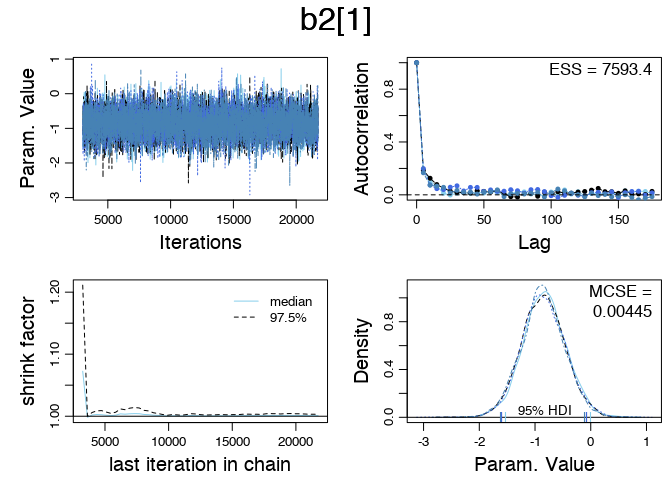 b2[1]
Param. Value
1
0
-1
-2
-3
5000 10000 15000 20000
Iterations
Autocorrelation
0.8
0.4
0.0
ESS = 7593.4
0 50 100 150
Lag
shrink factor
1.20
1.10
1.00
median
97.5%
5000 10000 15000 20000
last iteration in chain
Density
0.8
0.4
0.0
MCSE =
0.00445
95% HDI
-3 -2 -1 0 1
Param. Value